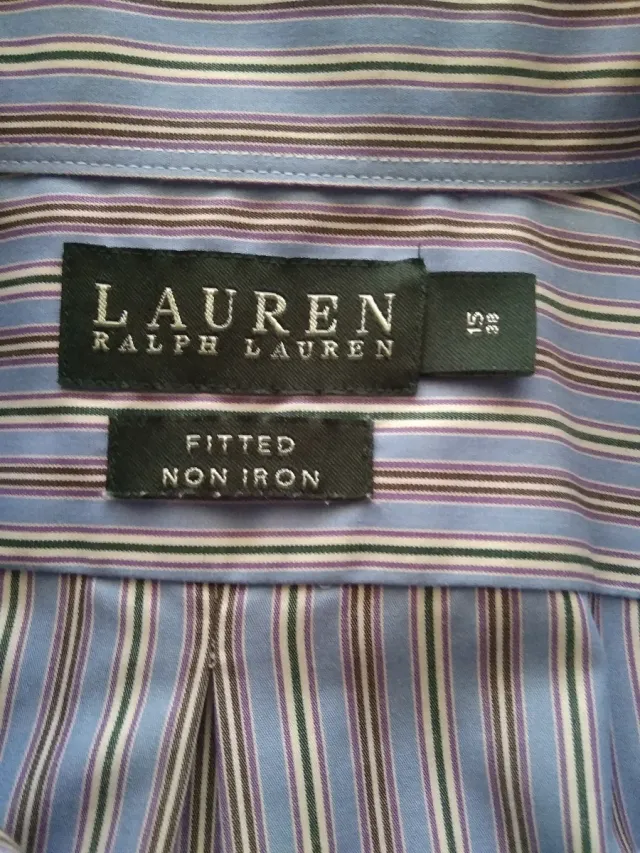 LAUREN
RALPH LAUREN
15
38
FITTED
NON IRON